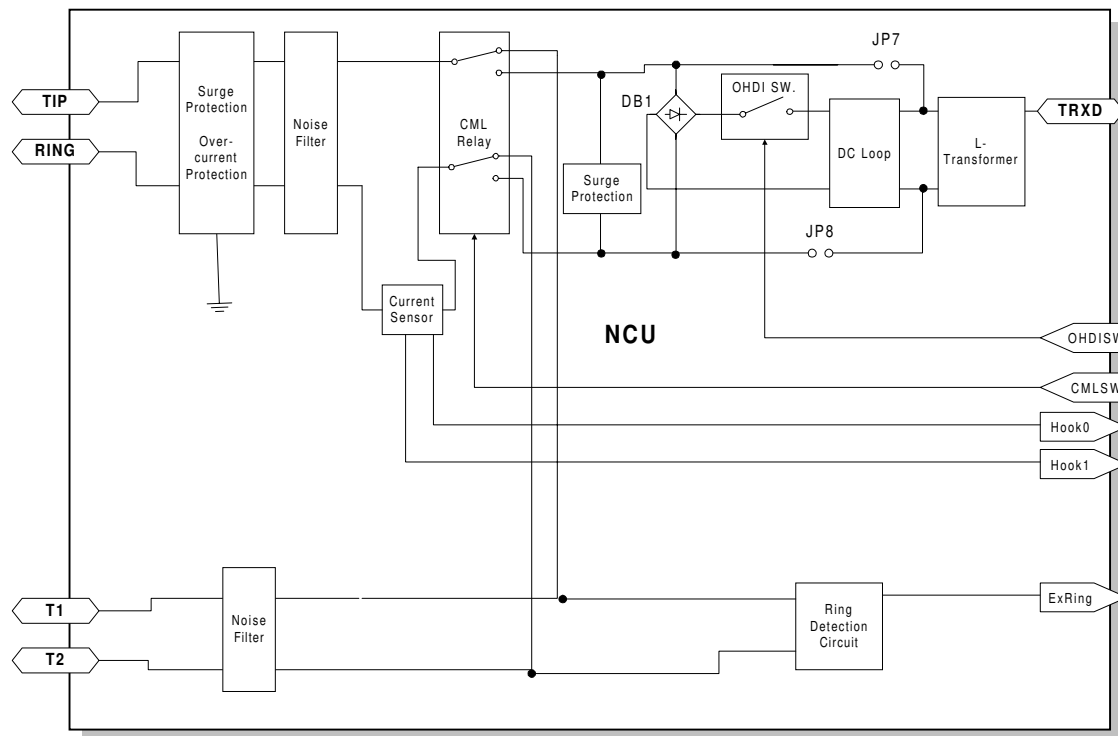 JP7
TIP
RING
Surge
Protection
Over-
current
Protection
Noise
Filter
CML
Relay
DB1
OHDI SW.
DC Loop
L-
Transformer
TRXD
Surge
Protection
JP8
Current
Sensor
NCU
OHDISW
CMLSW
Hook0
Hook1
T1
T2
Noise
Filter
Ring
Detection
Circuit
ExRing